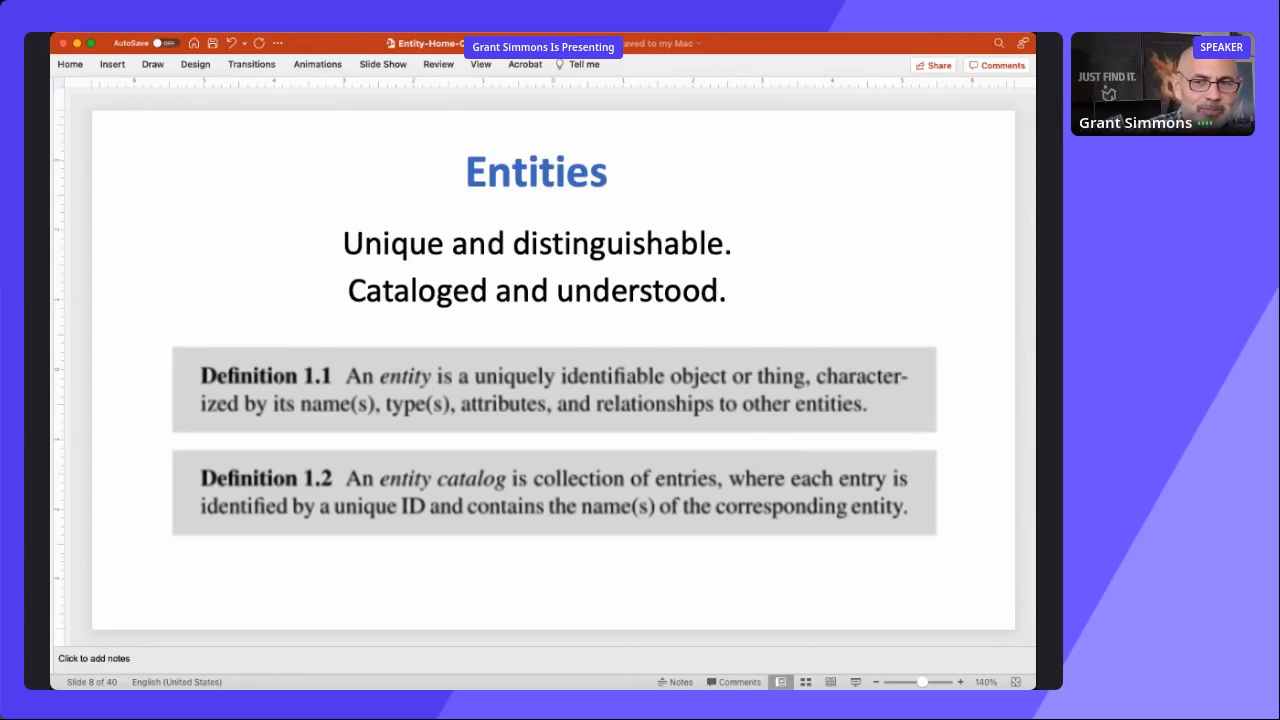 AutoSave OFF
Entity-Home-
Grant Simmons Is Presenting
aved to my Mac
SPEAKER
Home Insert Draw Design Transitions Animations Slide Show Review View Acrobat Tell me
Share Comments
JUST FIND IT.
Grant Simmons
Entities
Unique and distinguishable.
Cataloged and understood.
Definition 1.1 An entity is a uniquely identifiable object or thing, character-
ized by its name(s), type(s), attributes, and relationships to other entities.
Definition 1.2 An entity catalog is collection of entries, where each entry is
identified by a unique ID and contains the name(s) of the corresponding entity.
Click to add notes
Slide 8 of 40 English (United States) Notes Comments 140%